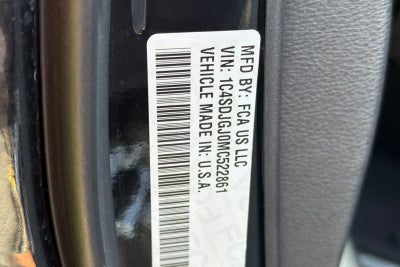 MFD BY: FCA US LLC
VIN: 1C4SDJGJ0MC522861
VEHICLE MADE IN: U.S.A.